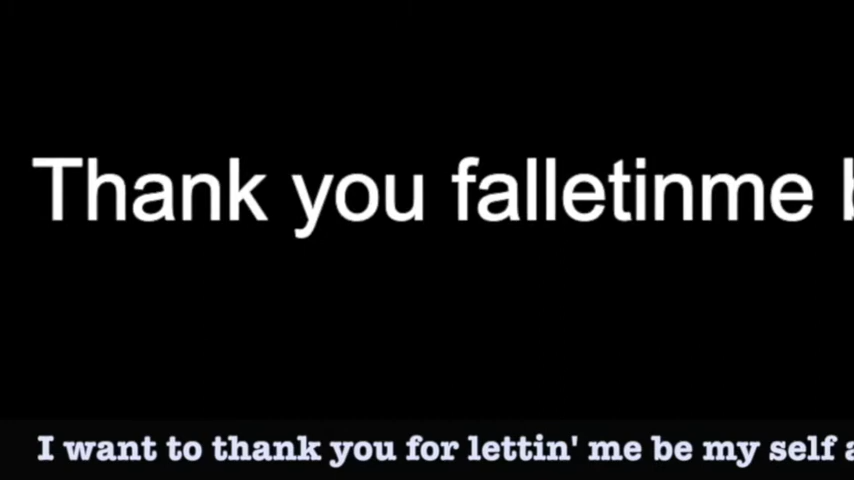 Thank you falletinme
I want to thank you for lettin' me be my self